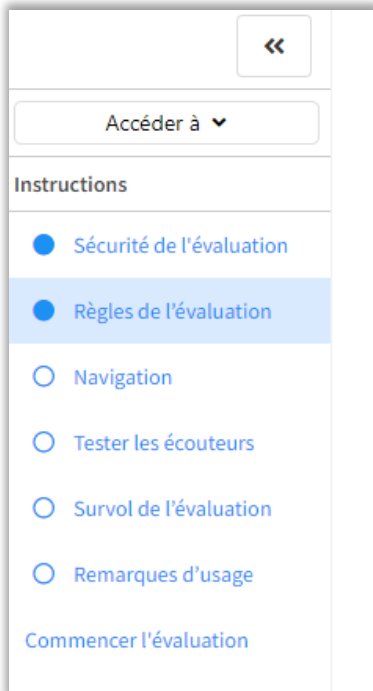 Accéder à
Instructions
Sécurité de l'évaluation
Règles de l’évaluation
Navigation
Tester les écouteurs
Survol de l’évaluation
Remarques d’usage
Commencer l'évaluation